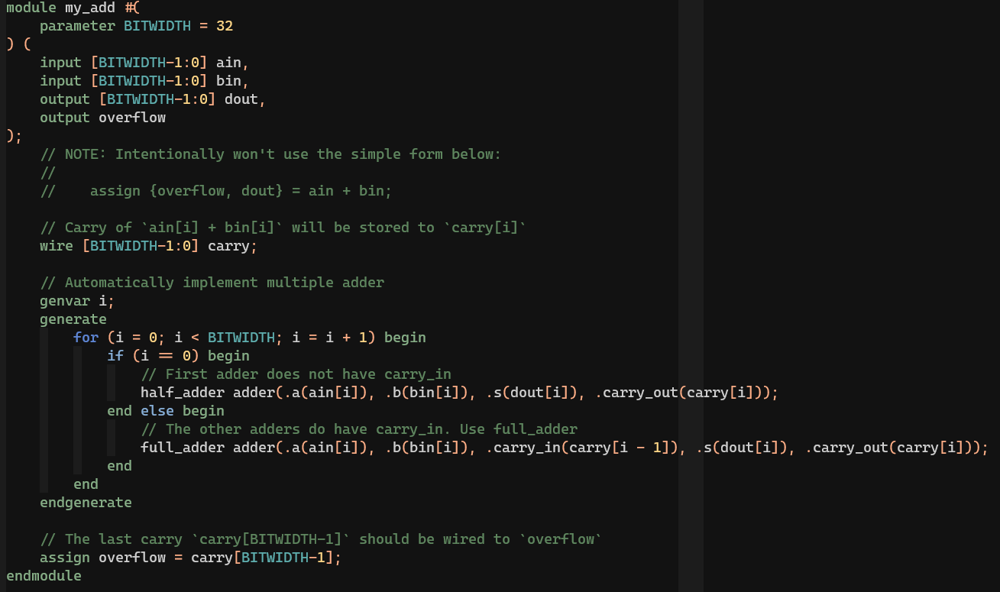 module my_add #(
    parameter BITWIDTH = 32
) (
    input [BITWIDTH-1:0] ain,
    input [BITWIDTH-1:0] bin,
    output [BITWIDTH-1:0] dout,
    output overflow
);
    // NOTE: Intentionally won't use the simple form below:
    //
    //    assign {overflow, dout} = ain + bin;

    // Carry of `ain[i] + bin[i]` will be stored to `carry[i]`
    wire [BITWIDTH-1:0] carry;

    // Automatically implement multiple adder
    genvar i;
    generate
        for (i = 0; i < BITWIDTH; i = i + 1) begin
            if (i == 0) begin
                // First adder does not have carry_in
                half_adder adder(.a(ain[i]), .b(bin[i]), .s(dout[i]), .carry_out(carry[i]));
            end else begin
                // The other adders do have carry_in. Use full_adder
                full_adder adder(.a(ain[i]), .b(bin[i]), .carry_in(carry[i - 1]), .s(dout[i]), .carry_out(carry[i]));
            end
        end
    endgenerate

    // The last carry `carry[BITWIDTH-1]` should be wired to `overflow`
    assign overflow = carry[BITWIDTH-1];
endmodule